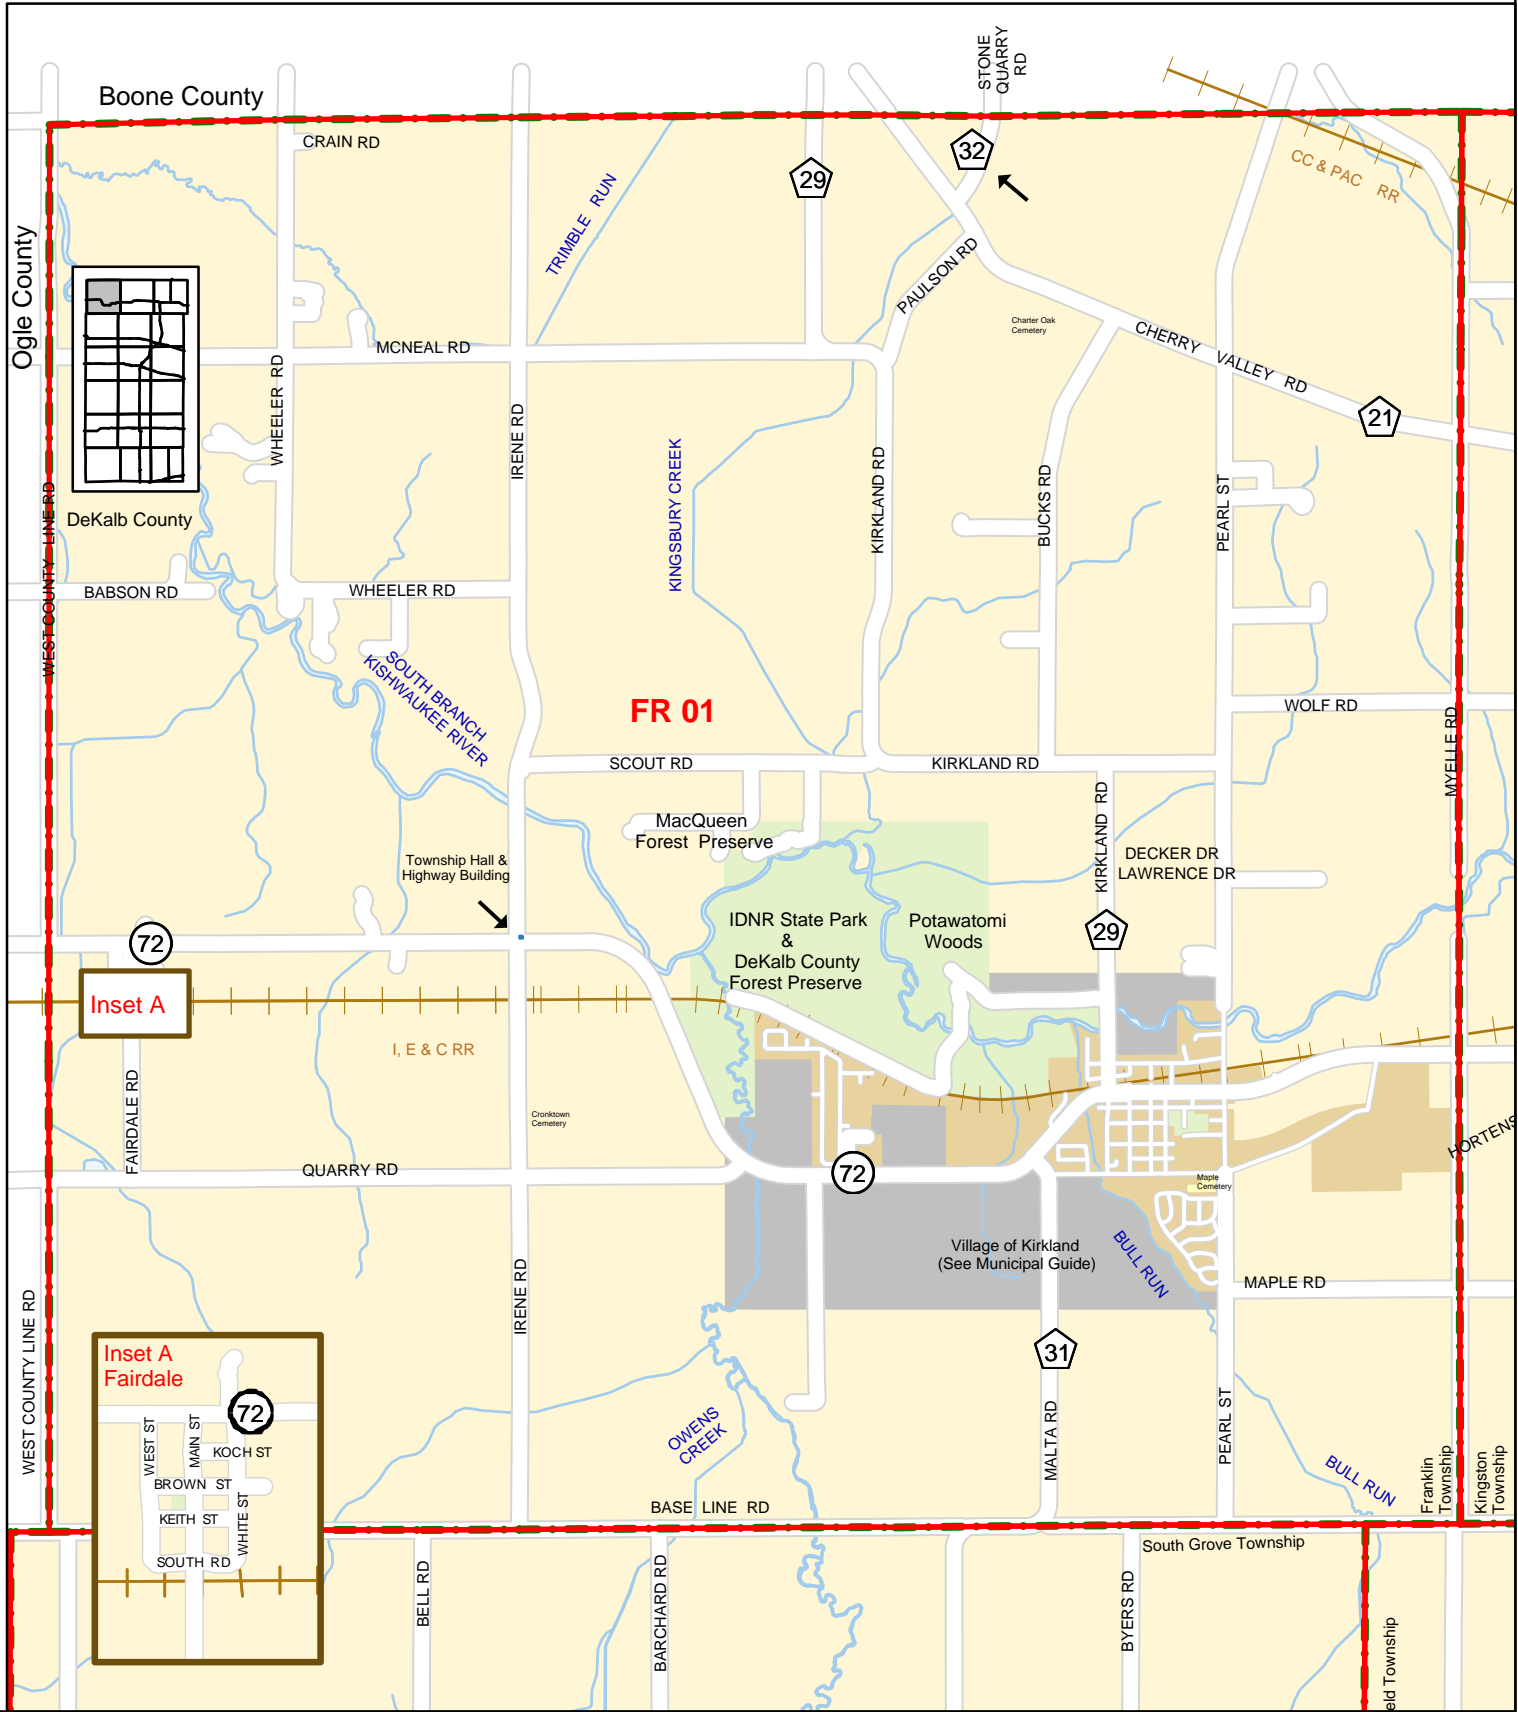 STONE
QUARRY
RD
Boone County
CRAIN RD
32
29
CC & PAC RR
TRIMBLE RUN
Ogle County
PAULSON RD
Charter Oak
Cemetery
CHERRY VALLEY RD
MCNEAL RD
WHEELER RD
IRENE RD
21
KINGSBURY CREEK
KIRKLAND RD
BUCKS RD
PEARL ST
DeKalb County
WEST COUNTY LINE RD
BABSON RD
WHEELER RD
SOUTH BRANCH
KISHWAUKEE RIVER
FR 01
WOLF RD
MYELLE RD
SCOUT RD
KIRKLAND RD
KIRKLAND RD
MacQueen
Forest Preserve
Township Hall &
Highway Building
DECKER DR
LAWRENCE DR
IDNR State Park
&
DeKalb County
Forest Preserve
Potawatomi
Woods
29
72
Inset A
I, E & C RR
FAIRDALE RD
Cronktown
Cemetery
HORTENS
QUARRY RD
72
Maple
Cemetery
Village of Kirkland
(See Municipal Guide)
BULL RUN
MAPLE RD
WEST COUNTY LINE RD
IRENE RD
31
Inset A
Fairdale
72
WEST ST
MAIN ST
KOCH ST
BROWN ST
WHITE ST
KEITH ST
SOUTH RD
OWENS
CREEK
MALTA RD
PEARL ST
BULL RUN
Franklin
Township
Kingston
Township
BASE LINE RD
South Grove Township
BELL RD
BARCHARD RD
BYERS RD
eld Township